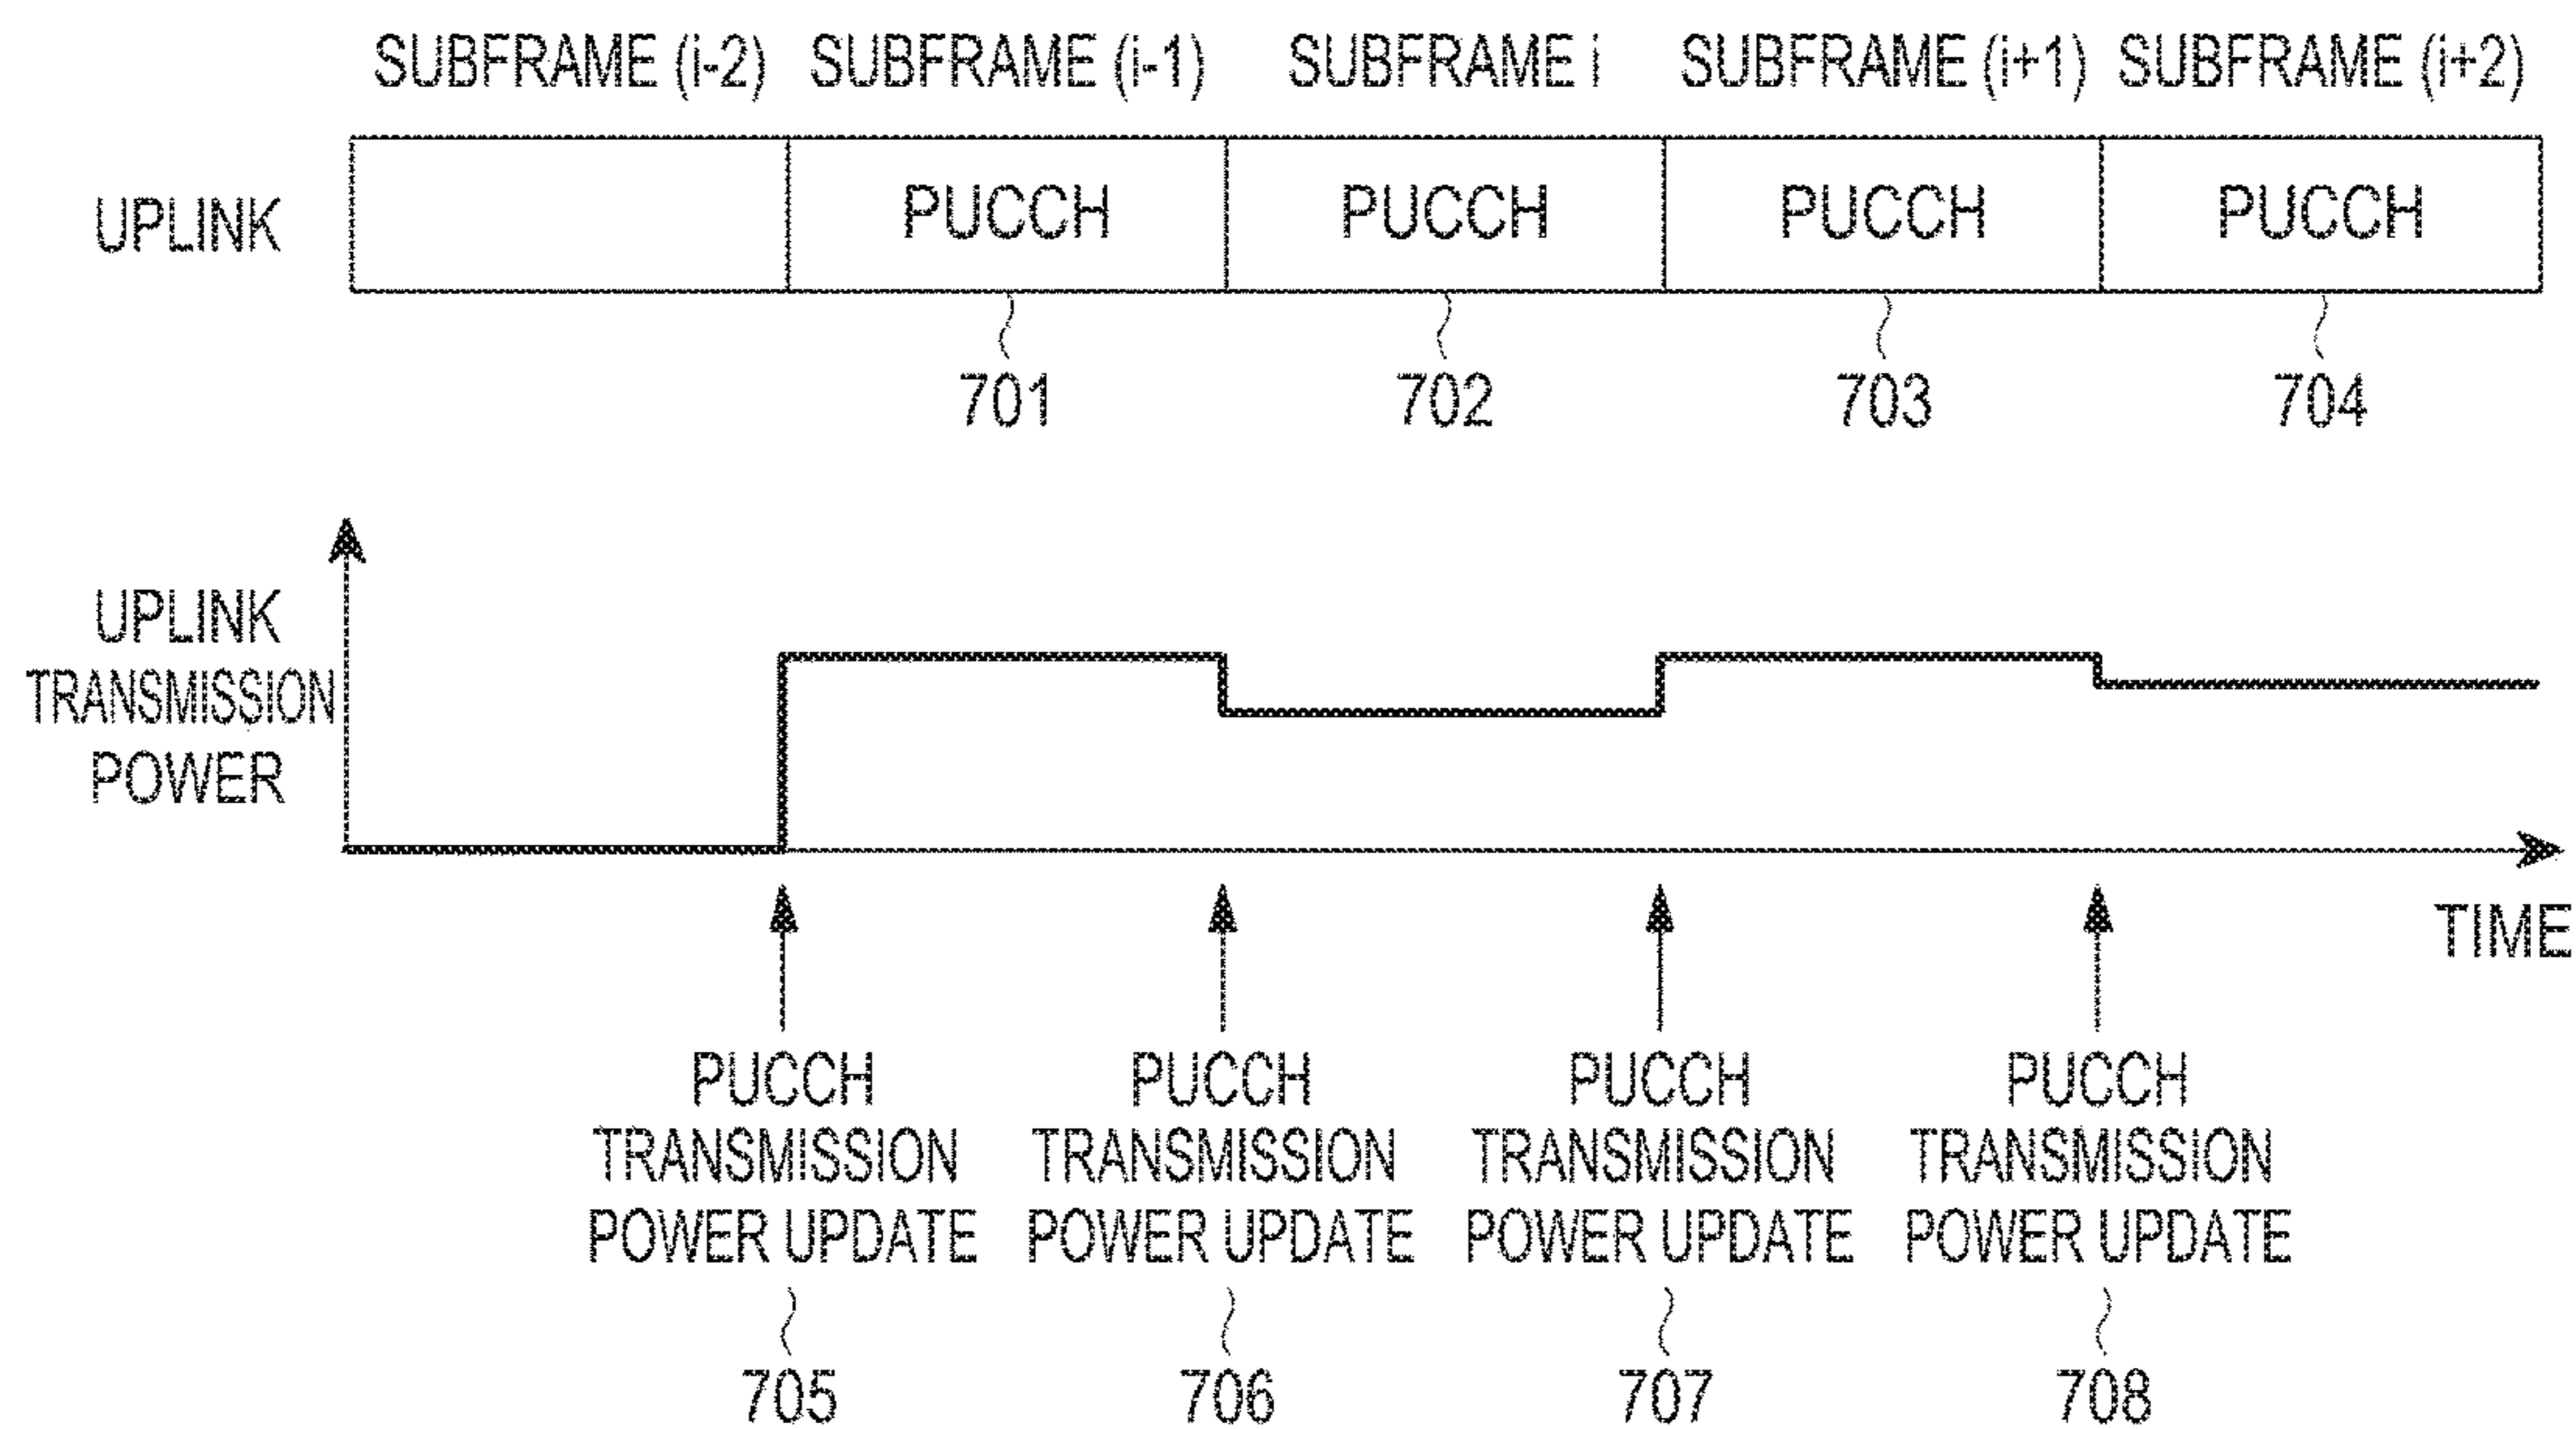 SUBFRAME (i-2) SUBFRAME (i-1) SUBFRAME i SUBFRAME (i+1) SUBFRAME (i+2)
UPLINK PUCCH PUCCH PUCCH PUCCH
701 702 703 704
UPLINK
TRANSMISSION
POWER
TIME
PUCCH
TRANSMISSION
POWER UPDATE
705
PUCCH
TRANSMISSION
POWER UPDATE
706
PUCCH
TRANSMISSION
POWER UPDATE
707
PUCCH
TRANSMISSION
POWER UPDATE
708